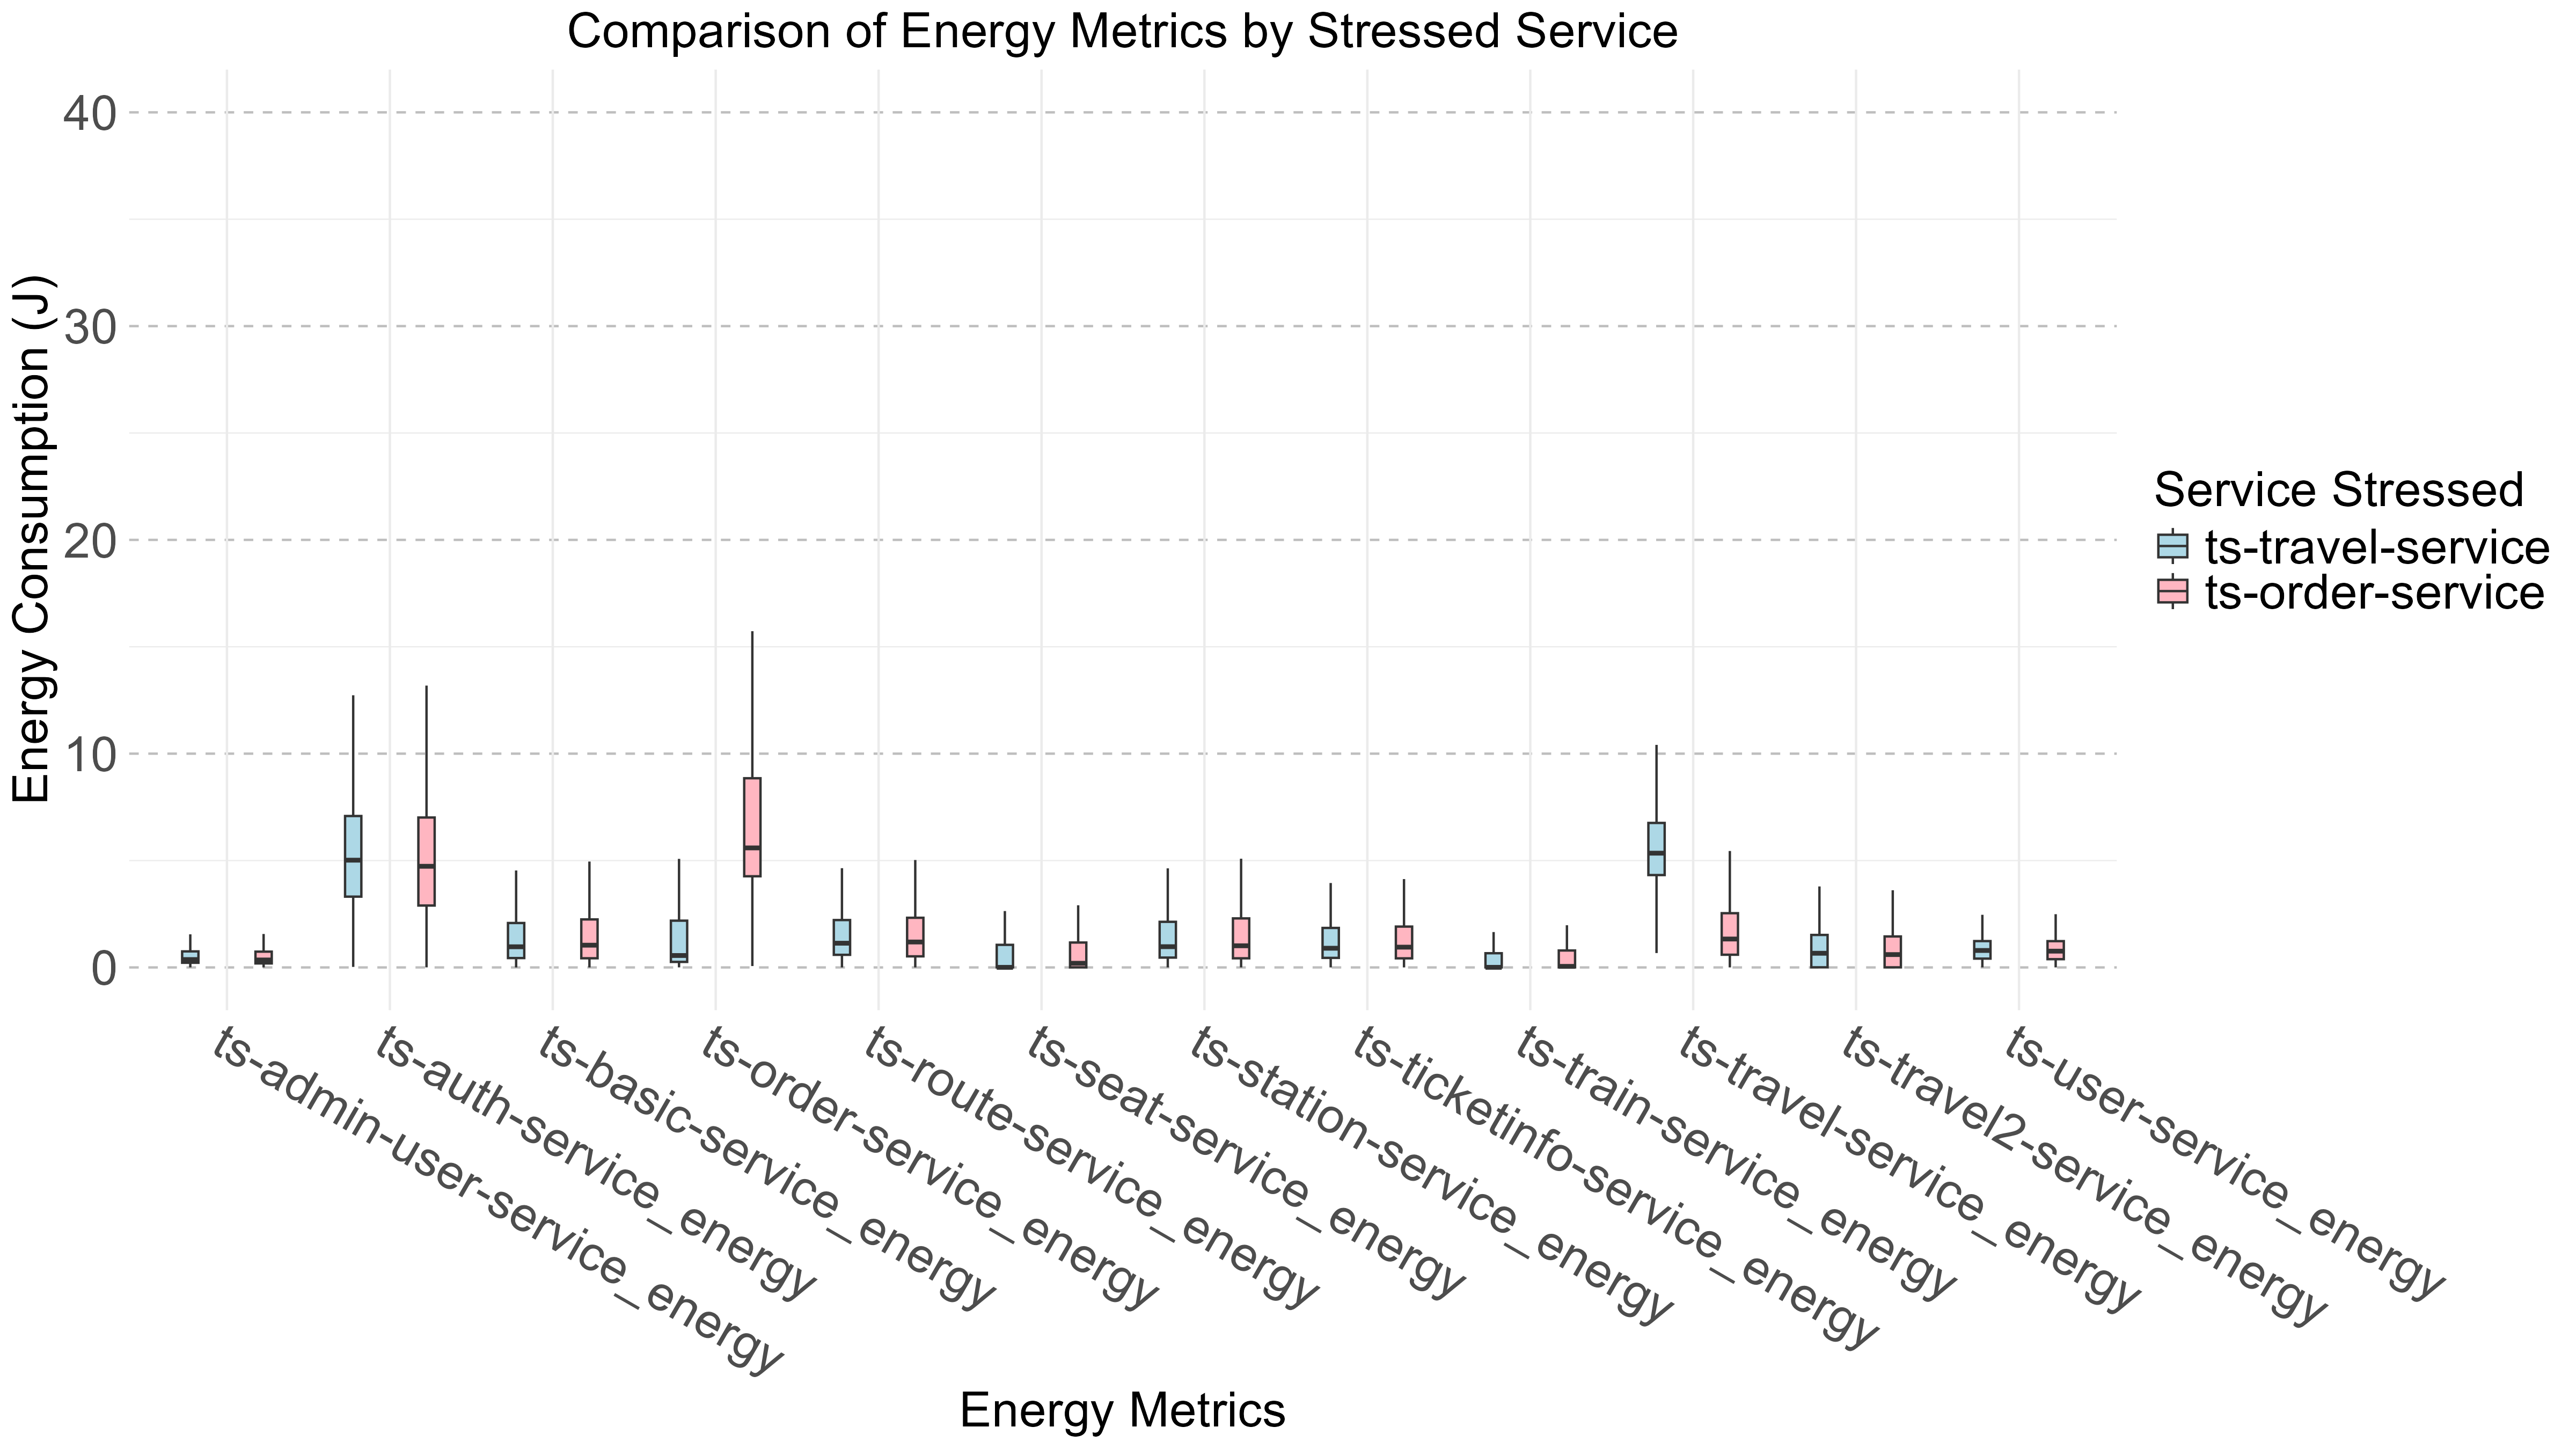 Comparison of Energy Metrics by Stressed Service
Energy Consumption (J)
40
30
20
10
0
ts-admin-user-service_energy
ts-auth-service_energy
ts-basic-service_energy
ts-order-service_energy
ts-route-service_energy
ts-seat-service_energy
ts-station-service_energy
ts-ticketinfo-service_energy
ts-train-service_energy
ts-travel-service_energy
ts-travel2-service_energy
ts-user-service_energy
Energy Metrics
Service Stressed
ts-travel-service
ts-order-service